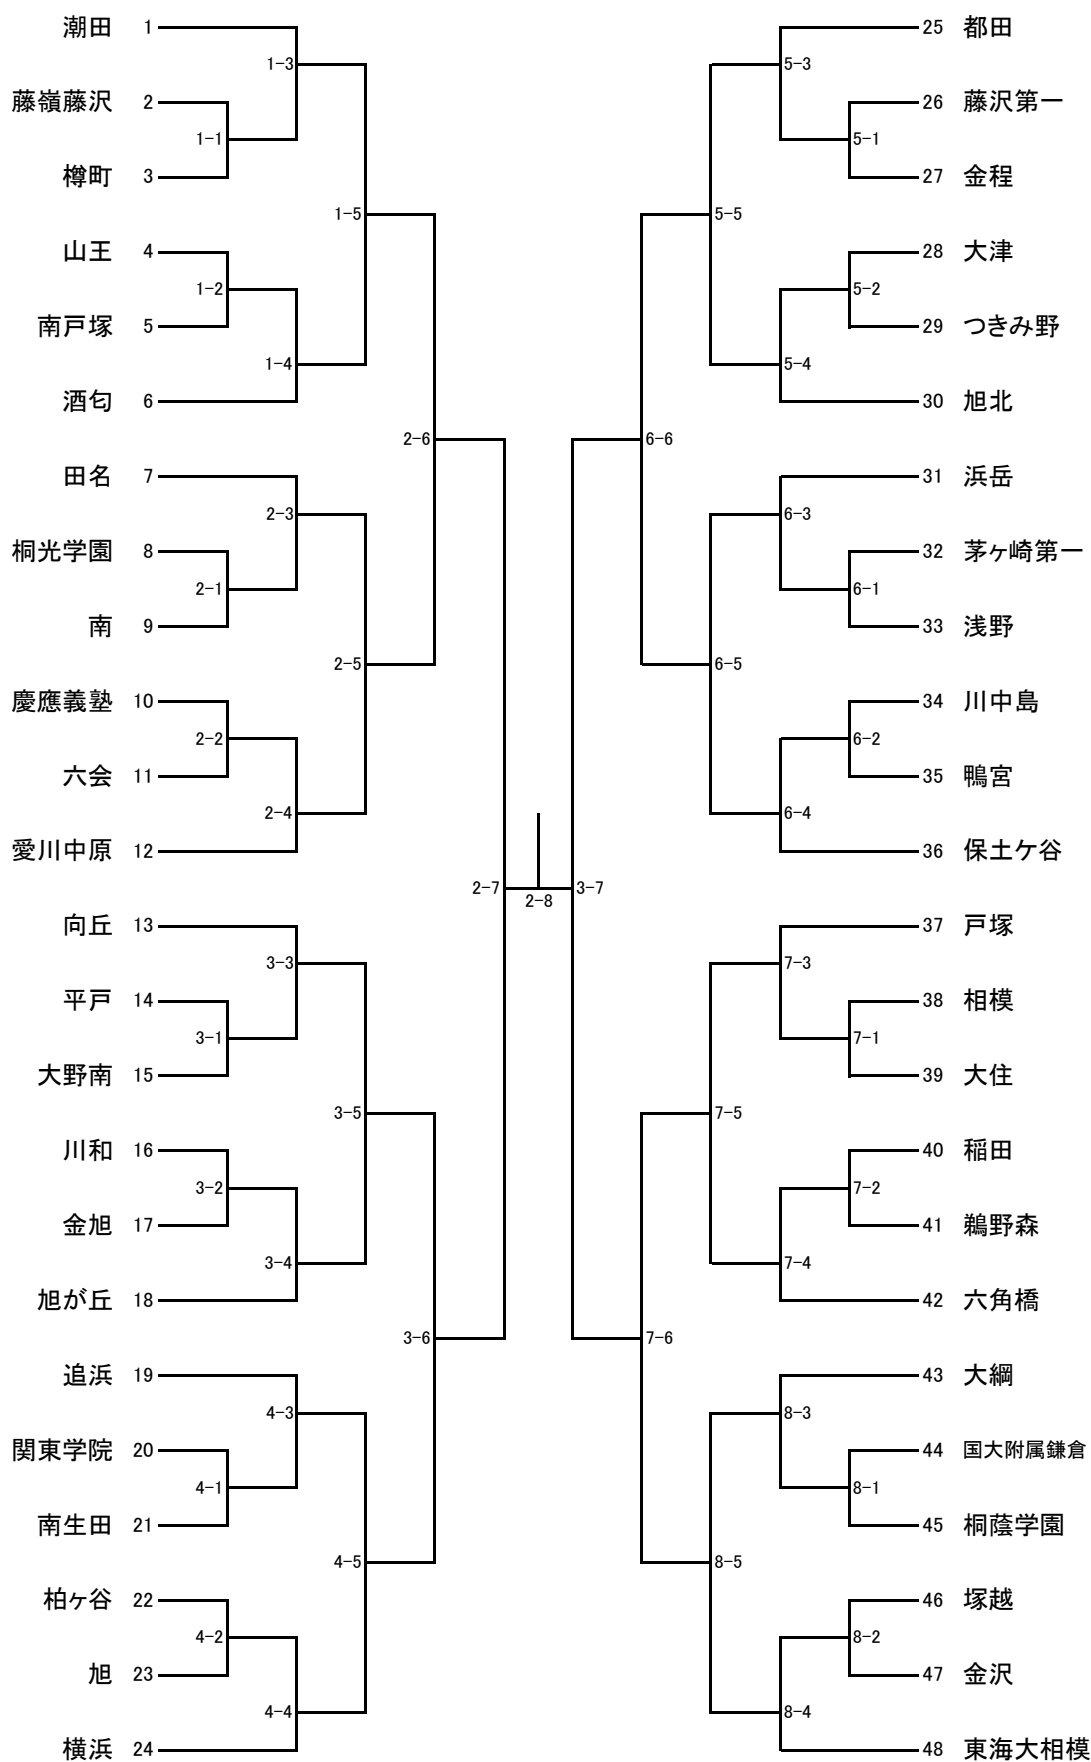 潮田 1
1-3
藤嶺藤沢 2
1-1
樽町 3
1-5
山王 4
1-2
南戸塚 5
1-4
酒匂 6
2-6
田名 7
2-3
桐光学園 8
2-1
南 9
2-5
慶應義塾 10
2-2
六会 11
2-4
愛川中原 12
2-7
向丘 13
3-3
平戸 14
3-1
大野南 15
3-5
川和 16
3-2
金旭 17
3-4
旭が丘 18
3-6
追浜 19
4-3
関東学院 20
4-1
南生田 21
4-5
柏ヶ谷 22
4-2
旭 23
4-4
横浜 24
2-8
25 都田
5-3
26 藤沢第一
5-1
27 金程
5-5
28 大津
5-2
29 つきみ野
5-4
30 旭北
6-6
31 浜岳
6-3
32 茅ヶ崎第一
6-1
33 浅野
6-5
34 川中島
6-2
35 鴨宮
6-4
36 保土ケ谷
3-7
37 戸塚
7-3
38 相模
7-1
39 大住
7-5
40 稲田
7-2
41 鵜野森
7-4
42 六角橋
7-6
43 大綱
8-3
44 国大附属鎌倉
8-1
45 桐蔭学園
8-5
46 塚越
8-2
47 金沢
8-4
48 東海大相模